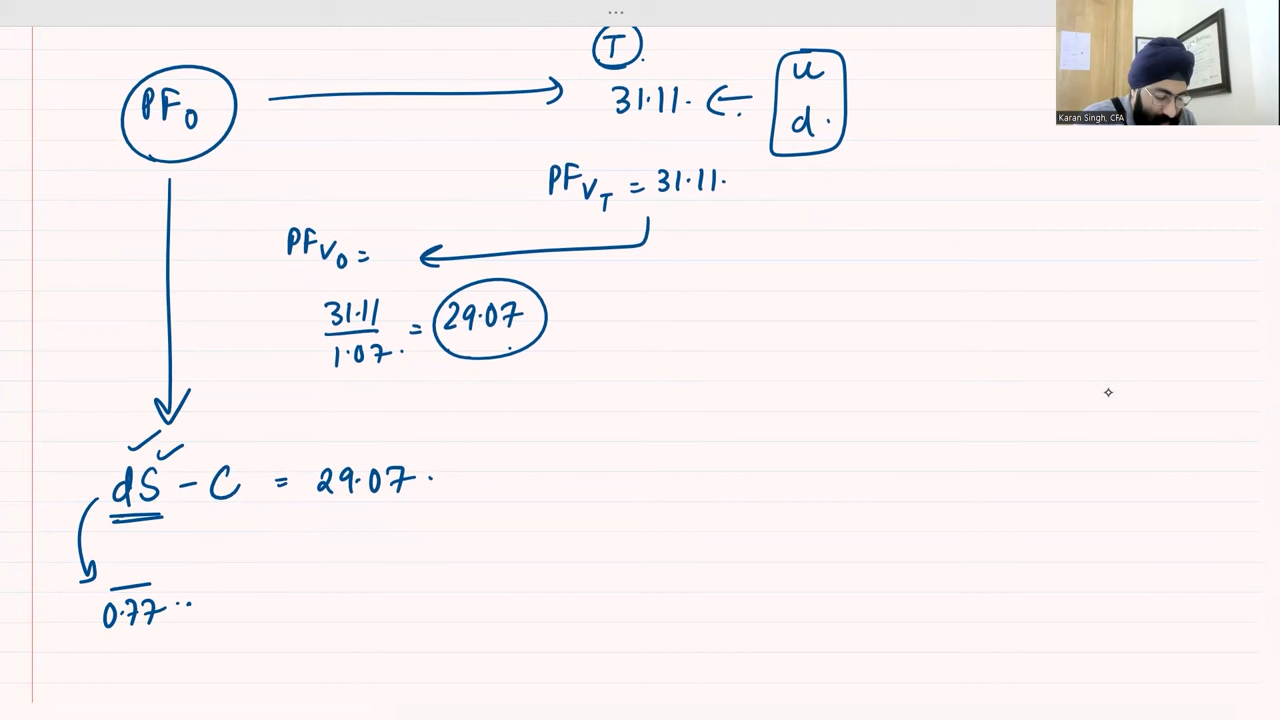 T.
PF0 → 31.11. ← u
d.
PFVT = 31.11.
PFV0 =
31.11
1.07. = 29.07
dS - C = 29.07.
0.77..
Karan Singh, CFA